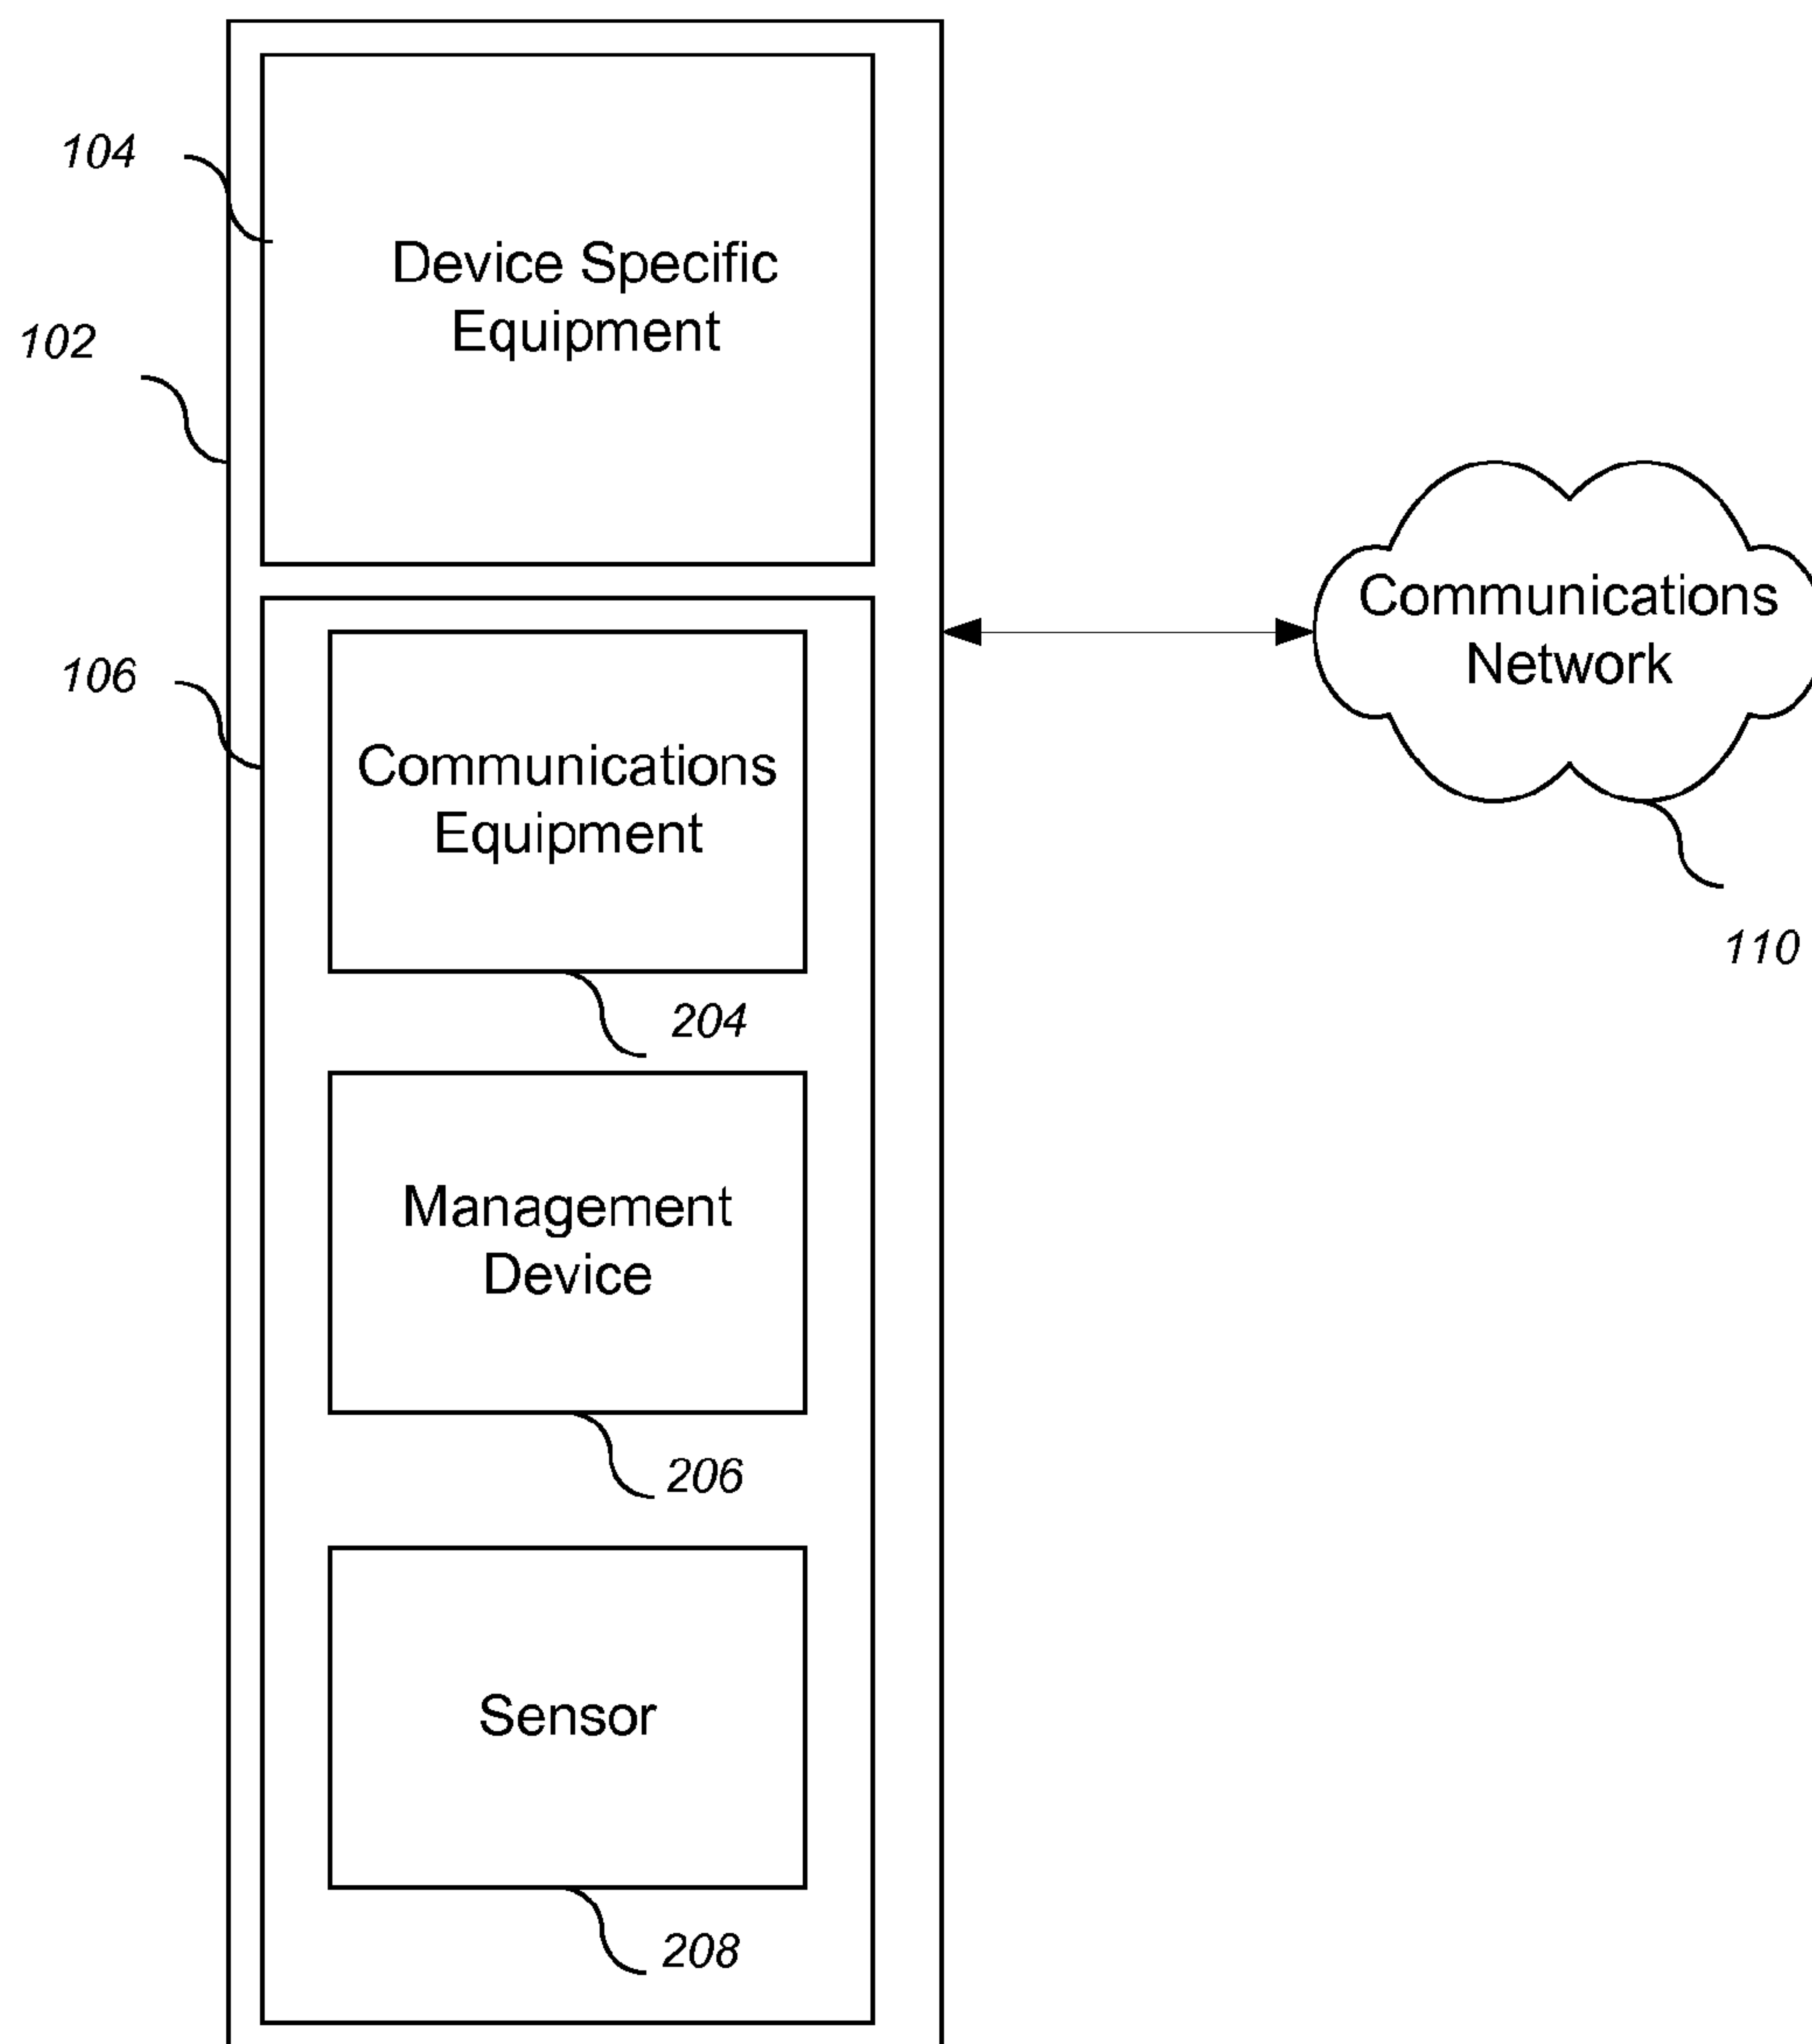 104
Device Specific
Equipment
102
Communications
Network
106
Communications
Equipment
110
204
Management
Device
206
Sensor
208